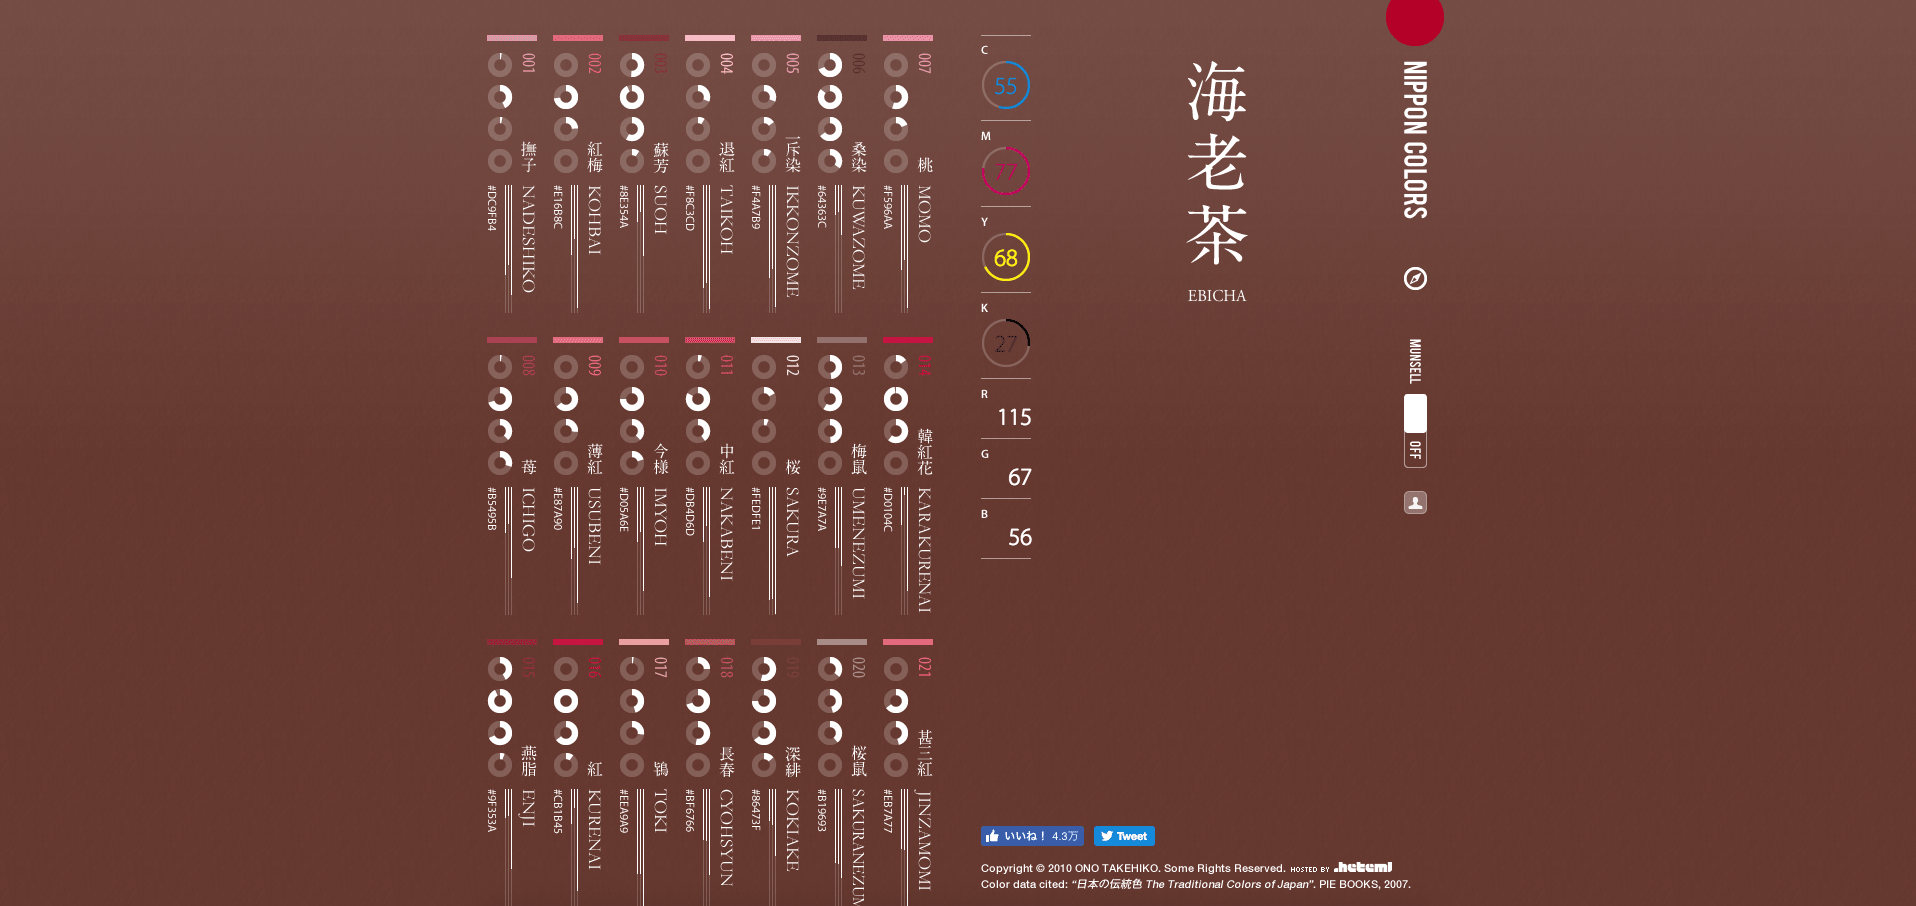 001
撫子
NADESHIKO
#DC9FB4
002
紅梅
KOHBAI
#E16B8C
003
蘇芳
SUOH
#8E354A
004
退紅
TAIKOH
#F8C3CD
005
一斥染
IKKONZOME
#F4A7B9
006
桑染
KUWAZOME
#64363C
007
桃
MOMO
#F596AA
008
苺
ICHIGO
#B5495B
009
薄紅
USUBENI
#E87A90
010
今様
IMYOH
#D05A6E
011
中紅
NAKABENI
#DB4D6D
012
桜
SAKURA
#FEDFE1
013
梅鼠
UMENEZUMI
#9E7A7A
014
韓紅花
KARAKURENAI
#D0104C
015
燕脂
ENJI
#9F353A
016
紅
KURENAI
#CB1B45
017
鴇
TOKI
#EEA9A9
018
長春
CYOHSYUN
#BF6766
019
深緋
KOKIAKE
#86473F
020
桜鼠
SAKURANEZUM
#B19693
021
甚三紅
JINZAMOMI
#EB7A77
C
55
M
77
Y
68
K
27
R
115
G
67
B
56
海老茶
EBICHA
NIPPON COLORS
MUNSELL
OFF
いいね！ 4.3万
Tweet
Copyright © 2010 ONO TAKEHIKO. Some Rights Reserved. HOSTED BY .heteml
Color data cited: “日本の伝統色 The Traditional Colors of Japan”. PIE BOOKS, 2007.